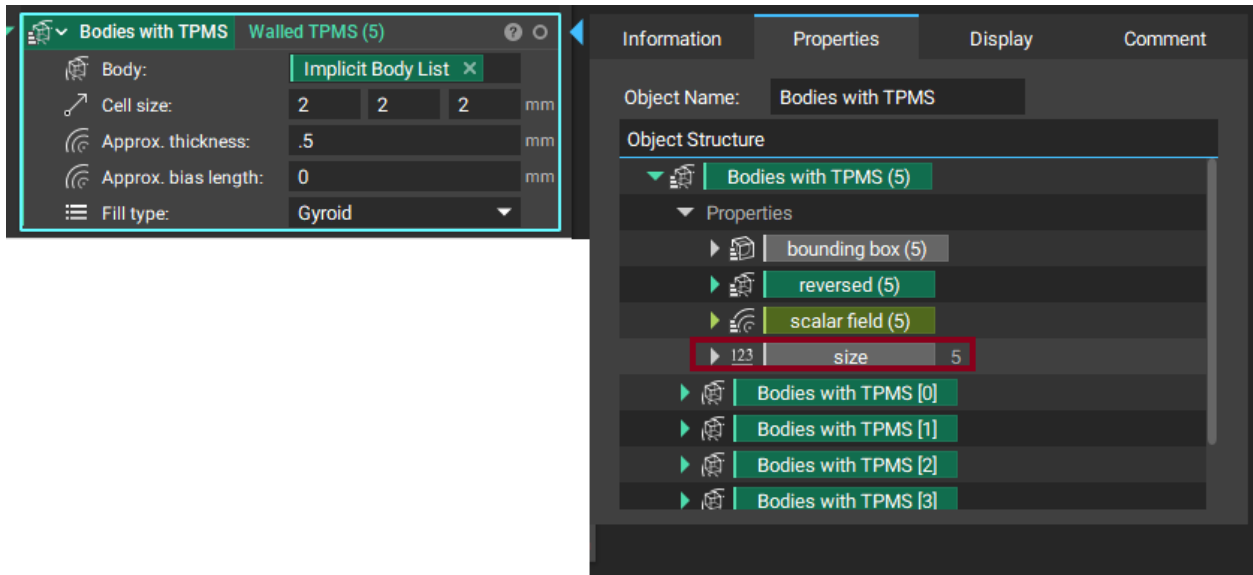 Bodies with TPMS Walled TPMS (5)
Body: Implicit Body List
Cell size: 2 2 2 mm
Approx. thickness: .5 mm
Approx. bias length: 0 mm
Fill type: Gyroid
Information Properties Display Comment
Object Name: Bodies with TPMS
Object Structure
Bodies with TPMS (5)
Properties
bounding box (5)
reversed (5)
scalar field (5)
123 size 5
Bodies with TPMS [0]
Bodies with TPMS [1]
Bodies with TPMS [2]
Bodies with TPMS [3]